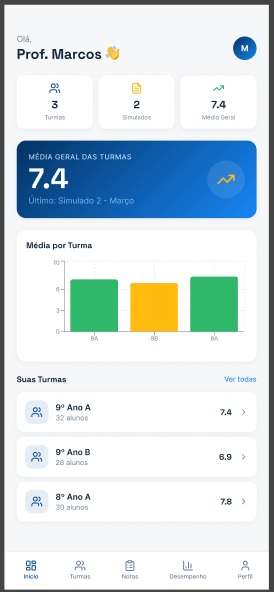 Olá,
Prof. Marcos 👋
M
3
Turmas
2
Simulados
7.4
Média Geral
MÉDIA GERAL DAS TURMAS
7.4
Último: Simulado 2 - Março
Média por Turma
10
6
3
0
9A
9B
8A
Suas Turmas
Ver todas
9º Ano A
32 alunos
7.4
9º Ano B
28 alunos
6.9
8º Ano A
30 alunos
7.8
Início
Turmas
Notas
Desempenho
Perfil